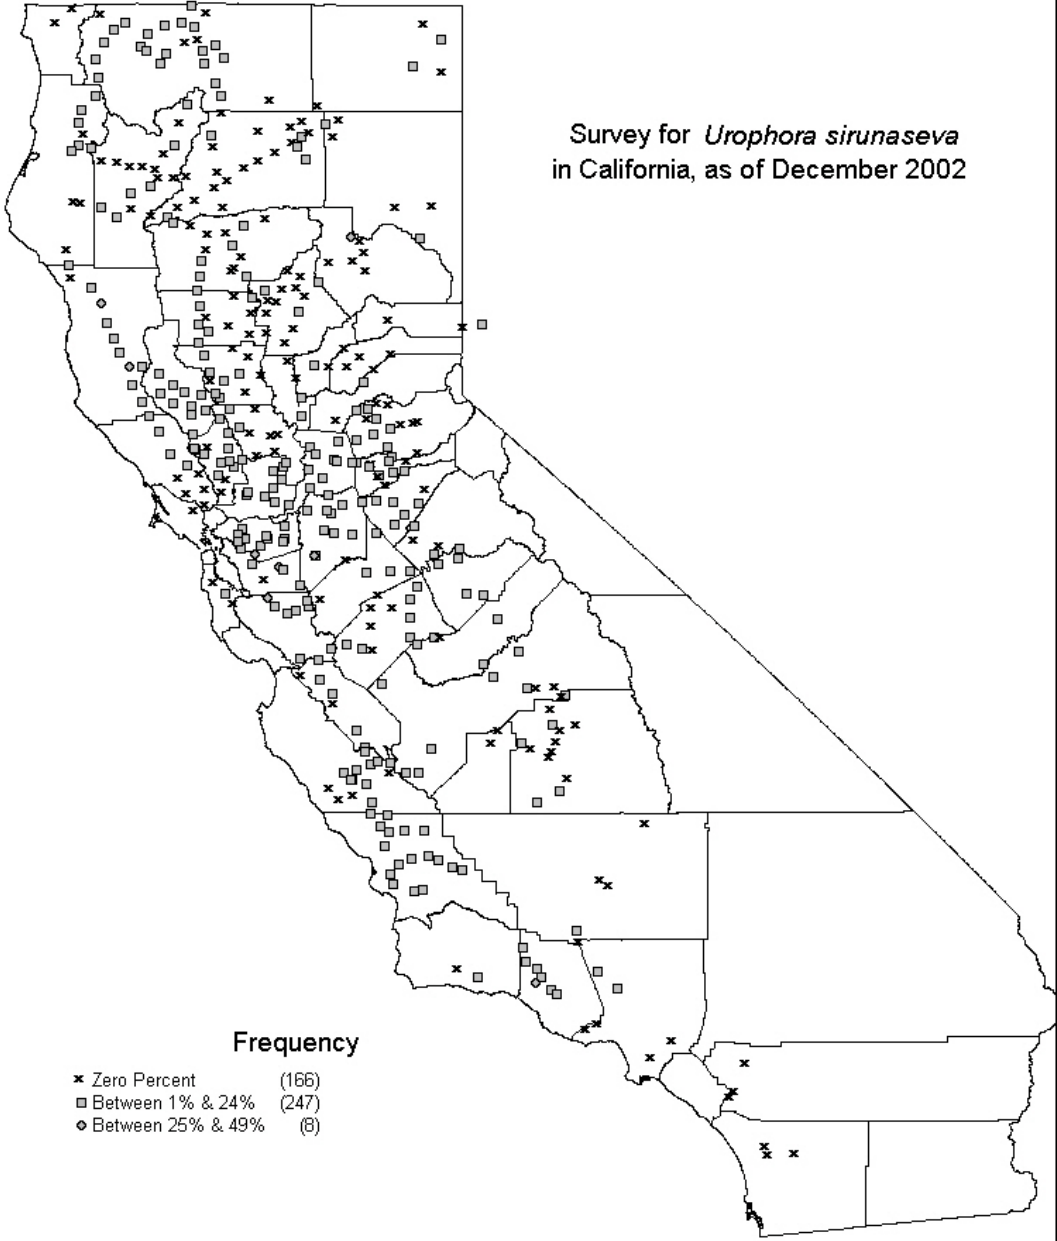 Survey for Urophora sirunaseva
in California, as of December 2002
Frequency
Zero Percent (166)
Between 1% & 24% (247)
Between 25% & 49% (8)